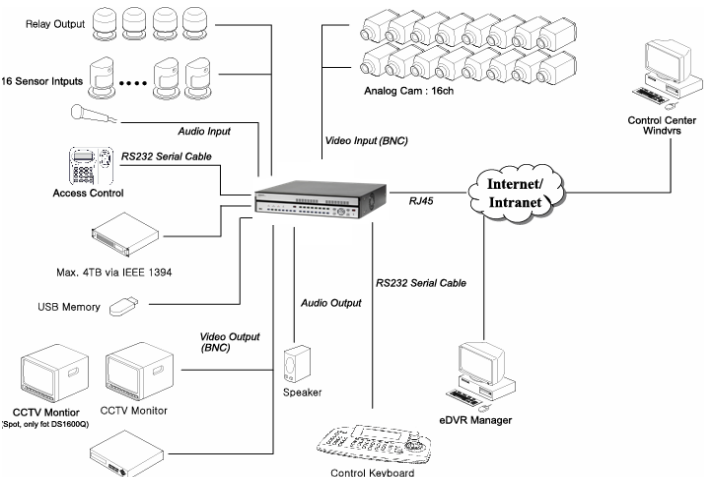 Relay Output
16 Sensor Intputs
Audio Input
RS232 Serial Cable
Access Control
Max. 4TB via IEEE 1394
USB Memory
Video Output
(BNC)
CCTV Montior
(Spot, only fot DS1600Q)
CCTV Monitor
Analog Cam : 16ch
Video Input (BNC)
RJ45
Internet/
Intranet
Control Center
Windvrs
RS232 Serial Cable
Audio Output
Speaker
eDVR Manager
Control Keyboard